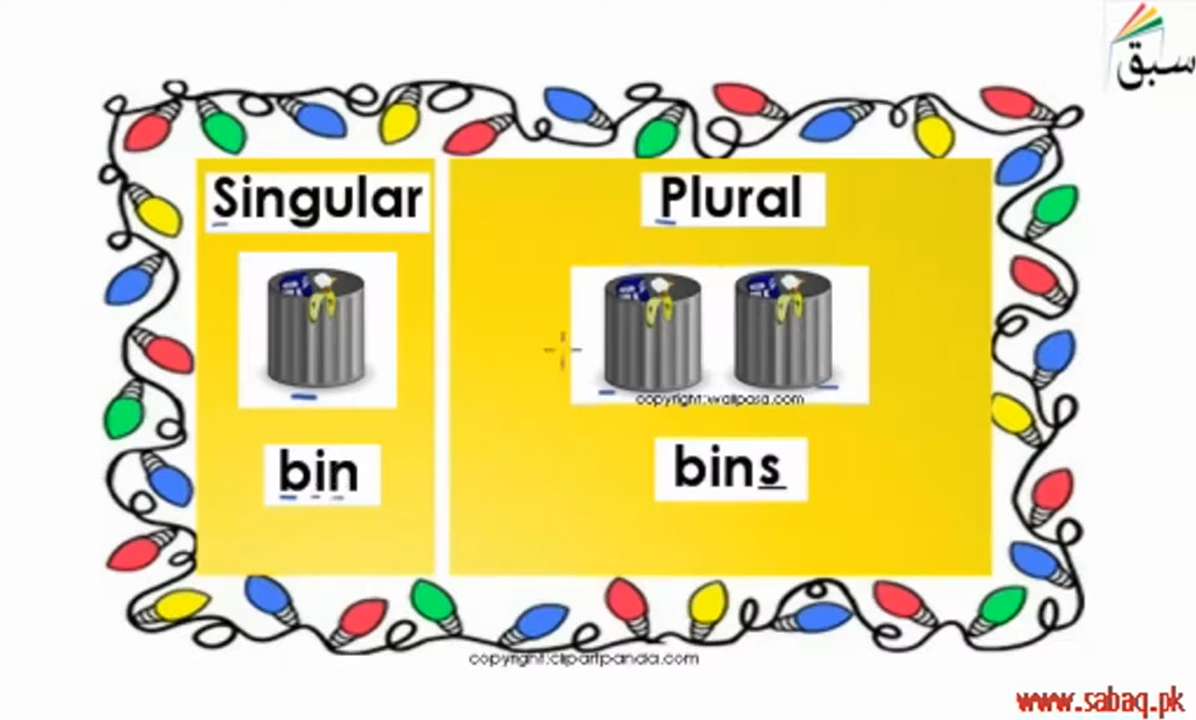 سبق
Singular
Plural
copyright:wallpasa.com
bin
bins
copyright:clipartpanda.com
www.sabaq.pk